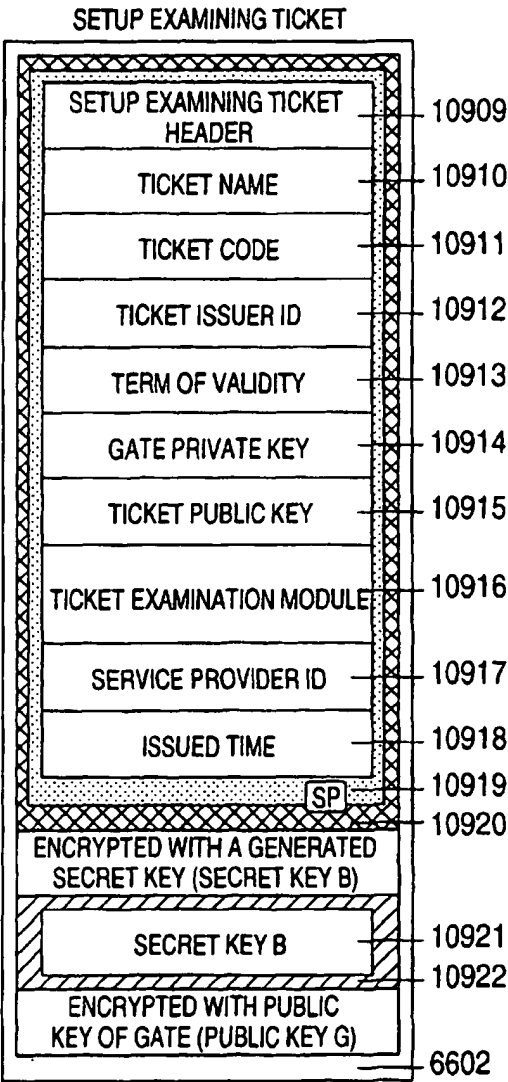 SETUP EXAMINING TICKET
SETUP EXAMINING TICKET
HEADER
10909
TICKET NAME
10910
TICKET CODE
10911
TICKET ISSUER ID
10912
TERM OF VALIDITY
10913
GATE PRIVATE KEY
10914
TICKET PUBLIC KEY
10915
TICKET EXAMINATION MODULE
10916
SERVICE PROVIDER ID
10917
ISSUED TIME
10918
SP
10919
10920
ENCRYPTED WITH A GENERATED
SECRET KEY (SECRET KEY B)
SECRET KEY B
10921
10922
ENCRYPTED WITH PUBLIC
KEY OF GATE (PUBLIC KEY G)
6602